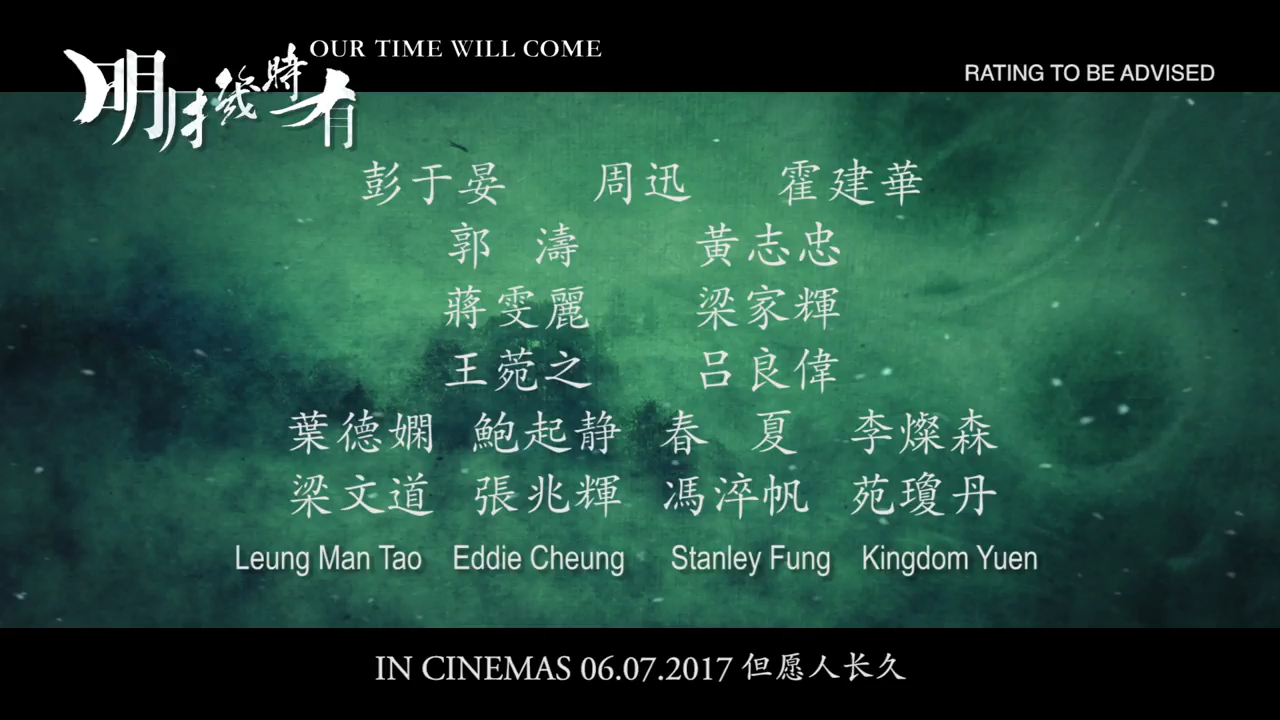 OUR TIME WILL COME
明月幾時有
RATING TO BE ADVISED
彭于晏 周迅 霍建華
郭 濤 黃志忠
蔣雯麗 梁家輝
王菀之 呂良偉
葉德嫻 鮑起静 春 夏 李燦森
梁文道 張兆輝 馮淬帆 苑瓊丹
Leung Man Tao Eddie Cheung Stanley Fung Kingdom Yuen
IN CINEMAS 06.07.2017 但愿人长久